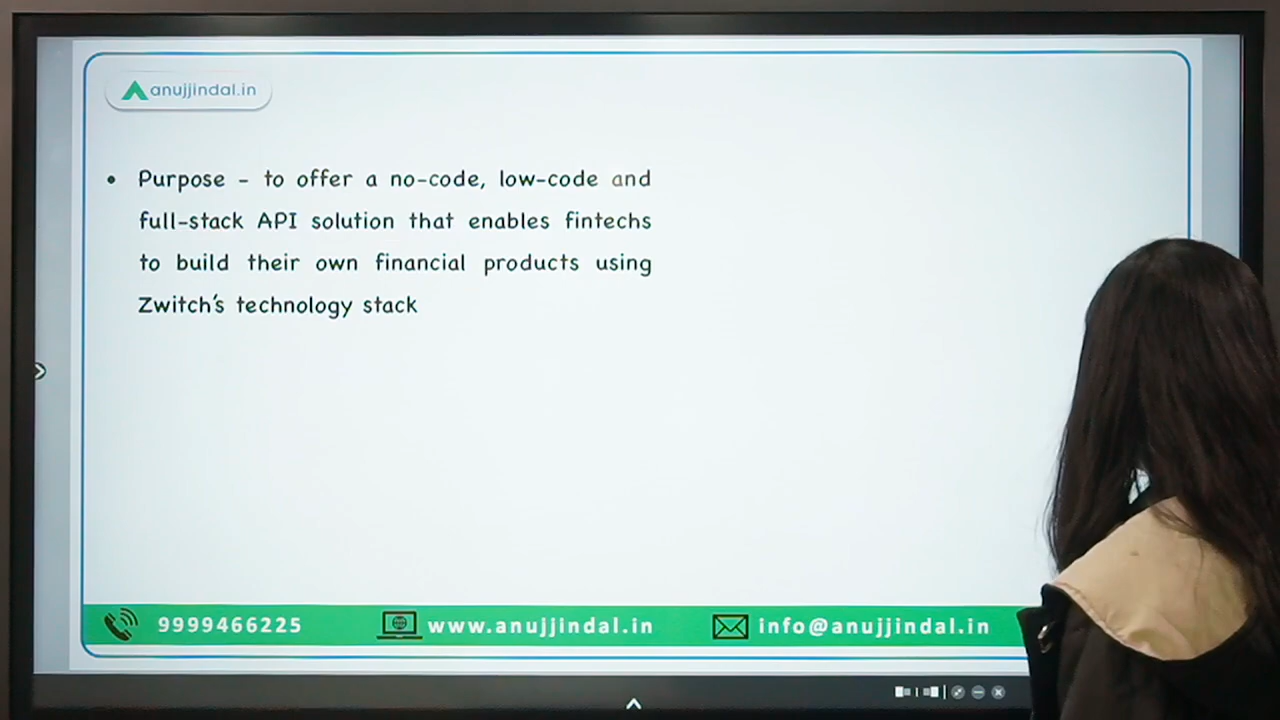 anujjindal.in
• Purpose - to offer a no-code, low-code and
full-stack API solution that enables fintechs
to build their own financial products using
Zwitch's technology stack
9999466225
www.anujjindal.in
info@anujjindal.in